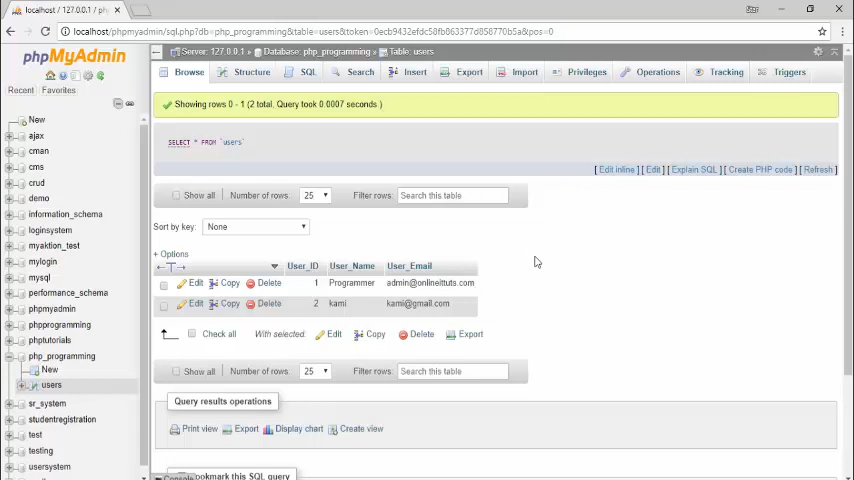 localhost / 127.0.0.1 / p
localhost/phpmyadmin/sql.php?db=php_programming&table=users&token=0ecb9432efdc58fb863377d858770b5a&pos=0
phpMyAdmin
Recent Favorites
New
ajax
cman
cms
crud
demo
information_schema
loginsystem
myaktion_test
mylogin
mysql
performance_schema
phpmyadmin
phpprogramming
phptutorials
php_programming
New
users
sr_system
studentregistration
test
testing
usersystem
Server: 127.0.0.1 » Database: php_programming » Table: users
Browse Structure SQL Search Insert Export Import Privileges Operations Tracking Triggers
Showing rows 0 - 1 (2 total, Query took 0.0007 seconds.)
SELECT * FROM `users`
[ Edit inline ] [ Edit ] [ Explain SQL ] [ Create PHP code ] [ Refresh ]
Show all Number of rows: 25 Filter rows: Search this table
Sort by key: None
+ Options
←T→ User_ID User_Name User_Email
Edit Copy Delete 1 Programmer admin@onlineittuts.com
Edit Copy Delete 2 kami kami@gmail.com
Check all With selected: Edit Copy Delete Export
Show all Number of rows: 25 Filter rows: Search this table
Query results operations
Print view Export Display chart Create view
Console
ookmark this SQL query